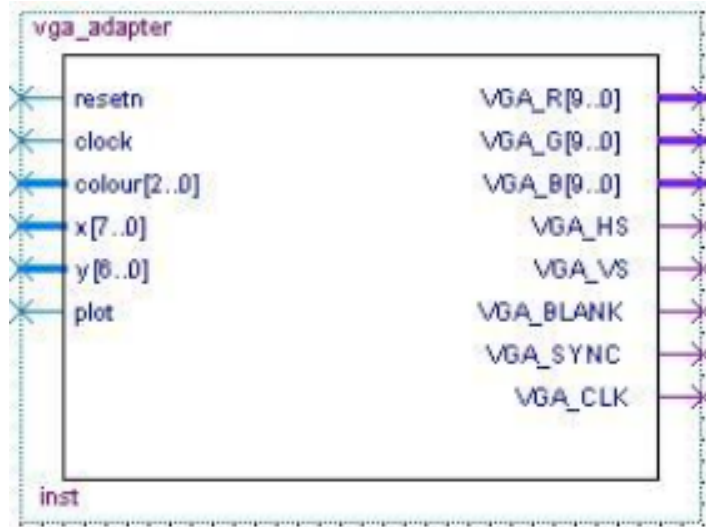 vga_adapter
resetn VGA_R[9..0]
clock VGA_G[9..0]
colour[2..0] VGA_B[9..0]
x[7..0] VGA_HS
y[6..0] VGA_VS
plot VGA_BLANK
VGA_SYNC
VGA_CLK
inst